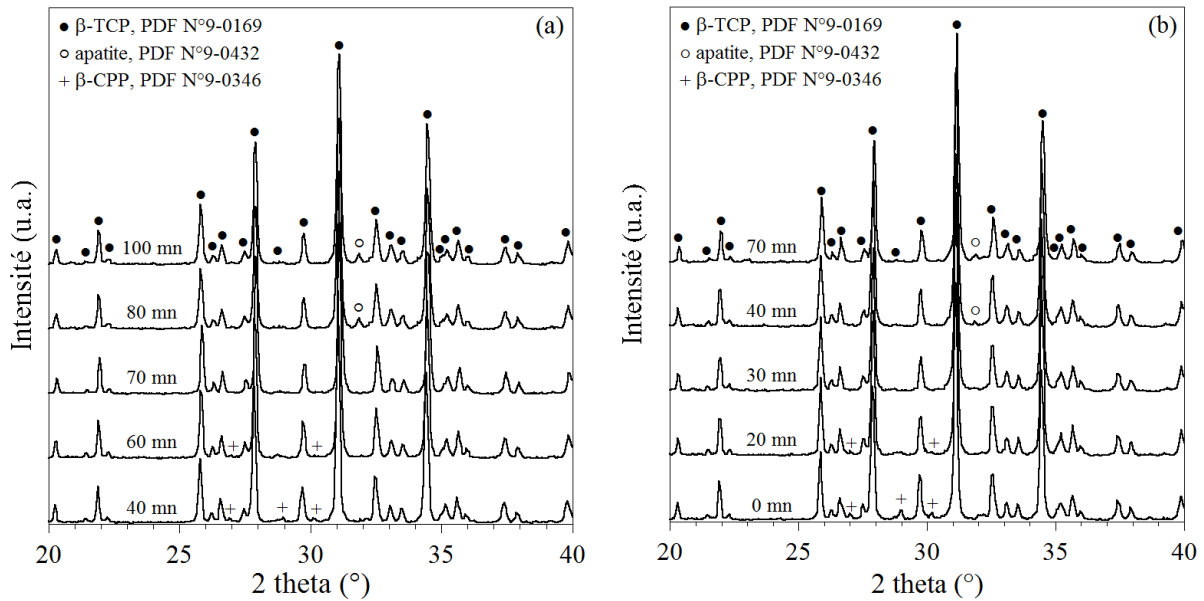 β-TCP, PDF N°9-0169
(a)
apatite, PDF N°9-0432
β-CPP, PDF N°9-0346
Intensité (u.a.)
100 mn
80 mn
70 mn
60 mn
40 mn
20 25 30 35 40
2 theta (°)
β-TCP, PDF N°9-0169
(b)
apatite, PDF N°9-0432
β-CPP, PDF N°9-0346
Intensité (u.a.)
70 mn
40 mn
30 mn
20 mn
0 mn
20 25 30 35 40
2 theta (°)